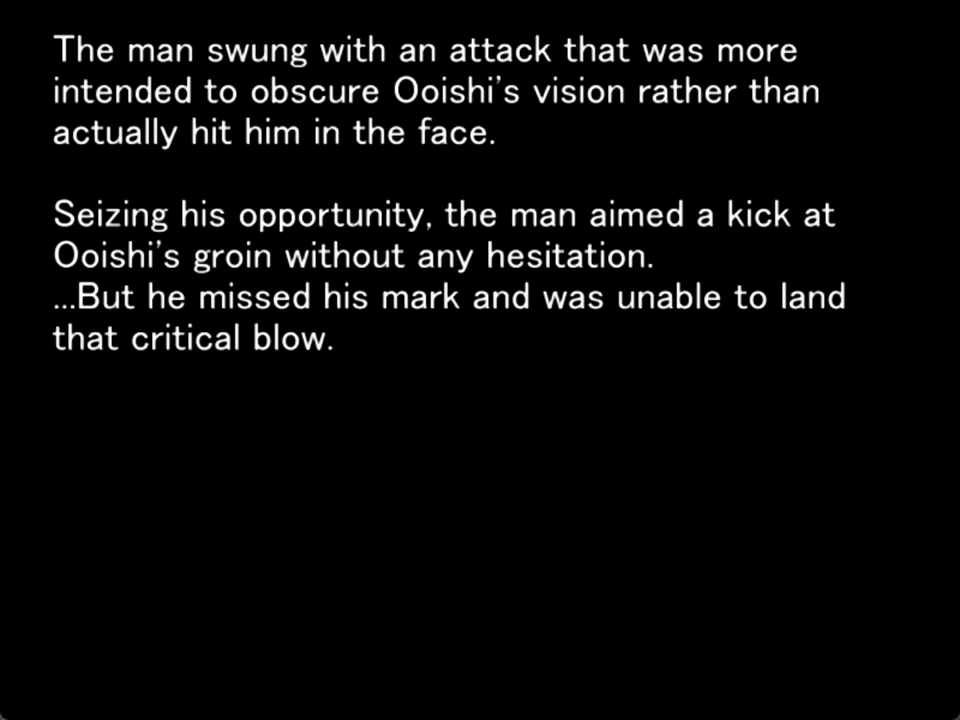 The man swung with an attack that was more
intended to obscure Ooishi's vision rather than
actually hit him in the face.
Seizing his opportunity, the man aimed a kick at
Ooishi's groin without any hesitation.
...But he missed his mark and was unable to land
that critical blow.